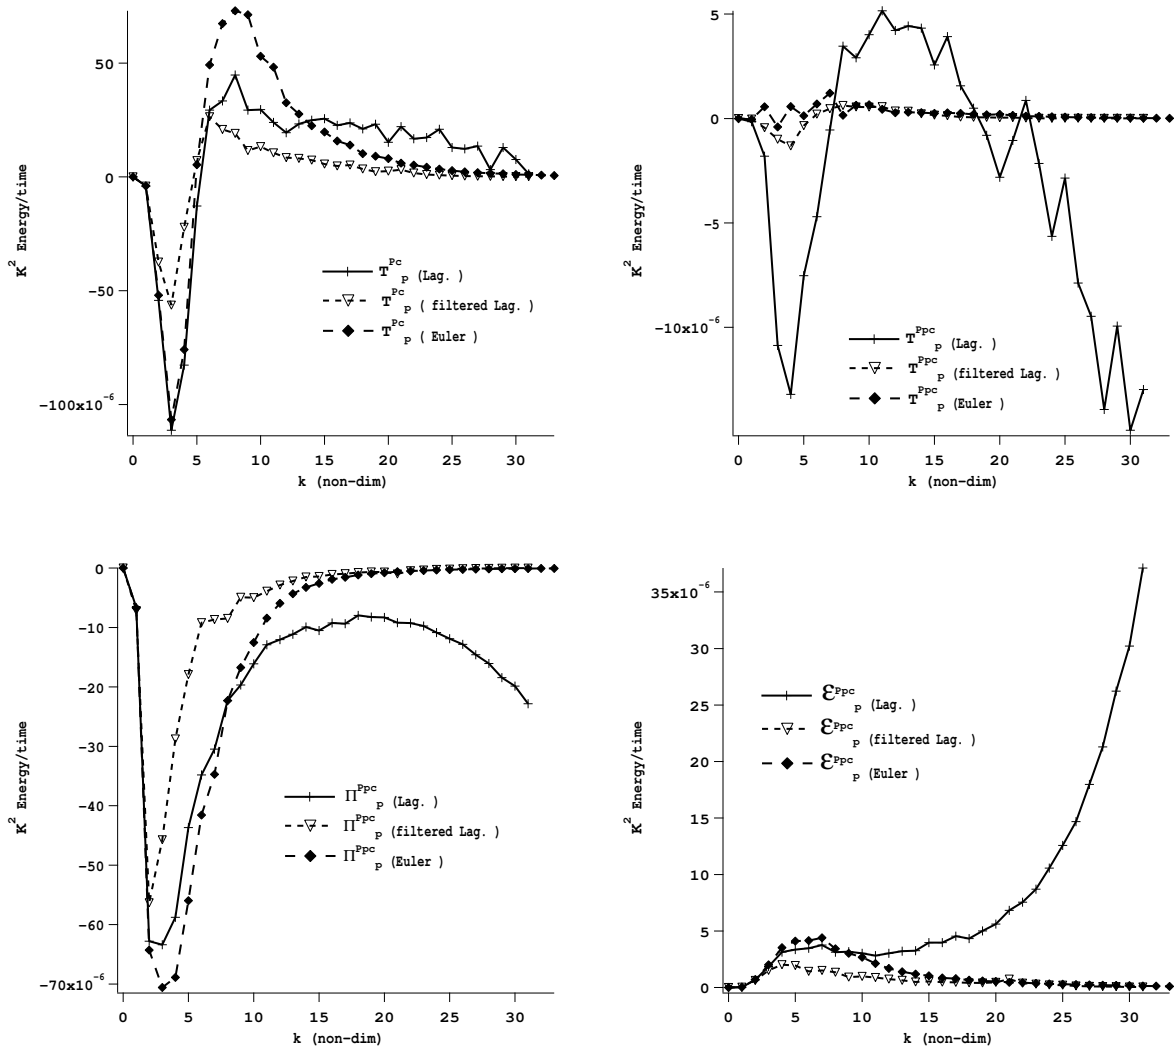 50
0
−50
−100x10⁻⁶
K² Energy/time
0 5 10 15 20 25 30
k (non-dim)
T^Pc_p (Lag. )
T^Pc_p ( filtered Lag. )
T^Pc_p ( Euler )
5
0
−5
−10x10⁻⁶
K² Energy/time
0 5 10 15 20 25 30
k (non-dim)
T^Ppc_p (Lag. )
T^Ppc_p (filtered Lag. )
T^Ppc_p (Euler )
0
−10
−20
−30
−40
−50
−60
−70x10⁻⁶
K² Energy/time
0 5 10 15 20 25 30
k (non-dim)
Π^Ppc_p (Lag. )
Π^Ppc_p (filtered Lag. )
Π^Ppc_p (Euler )
35x10⁻⁶
30
25
20
15
10
5
0
K² Energy/time
0 5 10 15 20 25 30
k (non-dim)
ε^Ppc_p (Lag. )
ε^Ppc_p (filtered Lag. )
ε^Ppc_p (Euler )